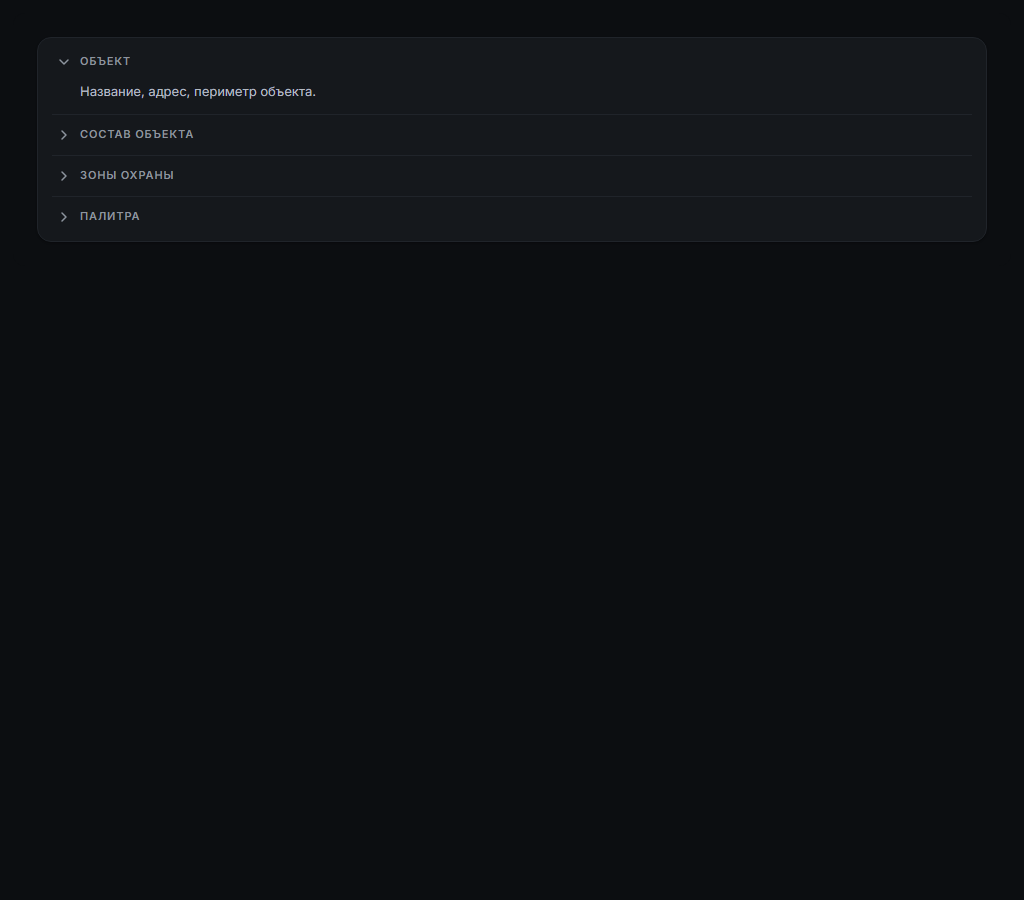 ОБЪЕКТ
Название, адрес, периметр объекта.
СОСТАВ ОБЪЕКТА
ЗОНЫ ОХРАНЫ
ПАЛИТРА